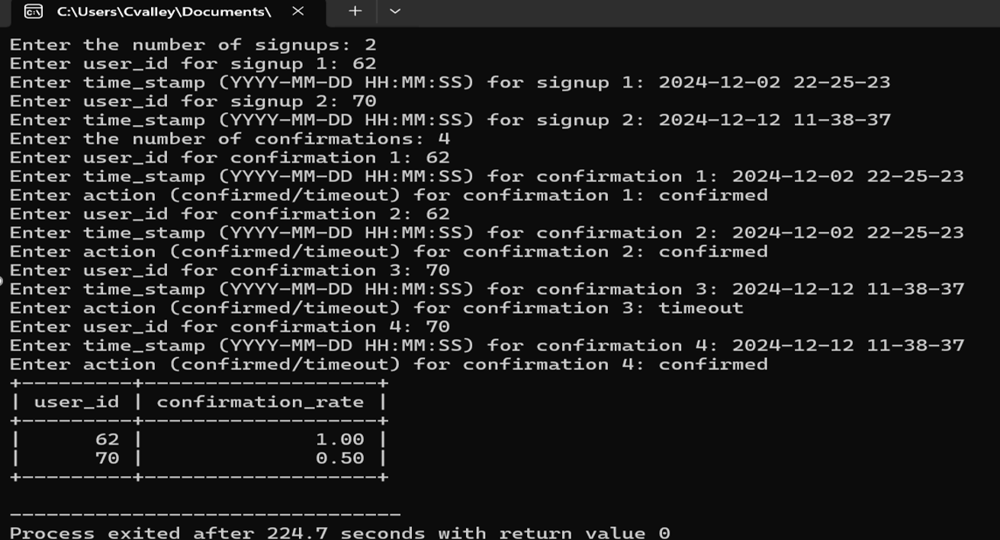 C:\Users\Cvalley\Documents\
Enter the number of signups: 2
Enter user_id for signup 1: 62
Enter time_stamp (YYYY-MM-DD HH:MM:SS) for signup 1: 2024-12-02 22-25-23
Enter user_id for signup 2: 70
Enter time_stamp (YYYY-MM-DD HH:MM:SS) for signup 2: 2024-12-12 11-38-37
Enter the number of confirmations: 4
Enter user_id for confirmation 1: 62
Enter time_stamp (YYYY-MM-DD HH:MM:SS) for confirmation 1: 2024-12-02 22-25-23
Enter action (confirmed/timeout) for confirmation 1: confirmed
Enter user_id for confirmation 2: 62
Enter time_stamp (YYYY-MM-DD HH:MM:SS) for confirmation 2: 2024-12-02 22-25-23
Enter action (confirmed/timeout) for confirmation 2: confirmed
Enter user_id for confirmation 3: 70
Enter time_stamp (YYYY-MM-DD HH:MM:SS) for confirmation 3: 2024-12-12 11-38-37
Enter action (confirmed/timeout) for confirmation 3: timeout
Enter user_id for confirmation 4: 70
Enter time_stamp (YYYY-MM-DD HH:MM:SS) for confirmation 4: 2024-12-12 11-38-37
Enter action (confirmed/timeout) for confirmation 4: confirmed
+---------+-------------------+
| user_id | confirmation_rate |
+---------+-------------------+
|      62 |              1.00 |
|      70 |              0.50 |
+---------+-------------------+
--------------------------------
Process exited after 224.7 seconds with return value 0